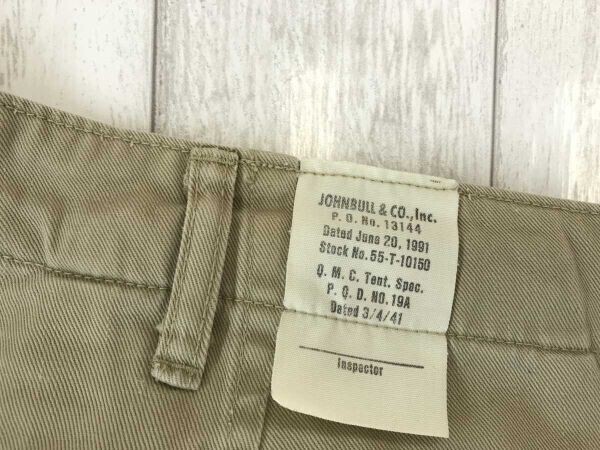 JOHNBULL & CO.,Inc.
P. O. No. 13144
Dated June 20, 1991
Stock No. 55-T-10150
Q. M. C. Tent. Spec.
P. Q. D. NO. 19A
Dated 3/4/41
Inspector